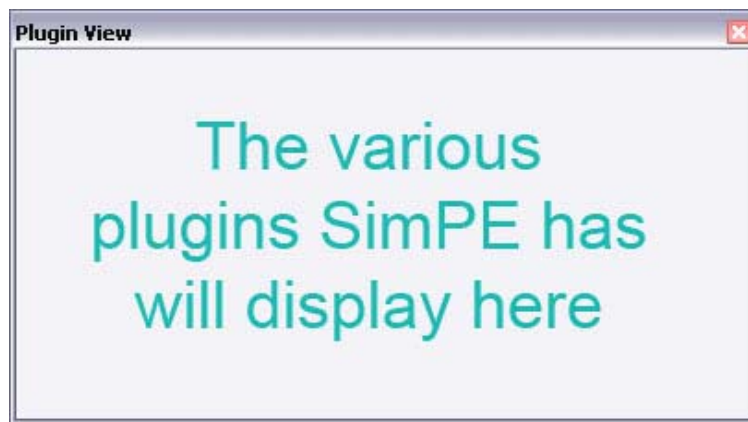 Plugin View
The various
plugins SimPE has
will display here